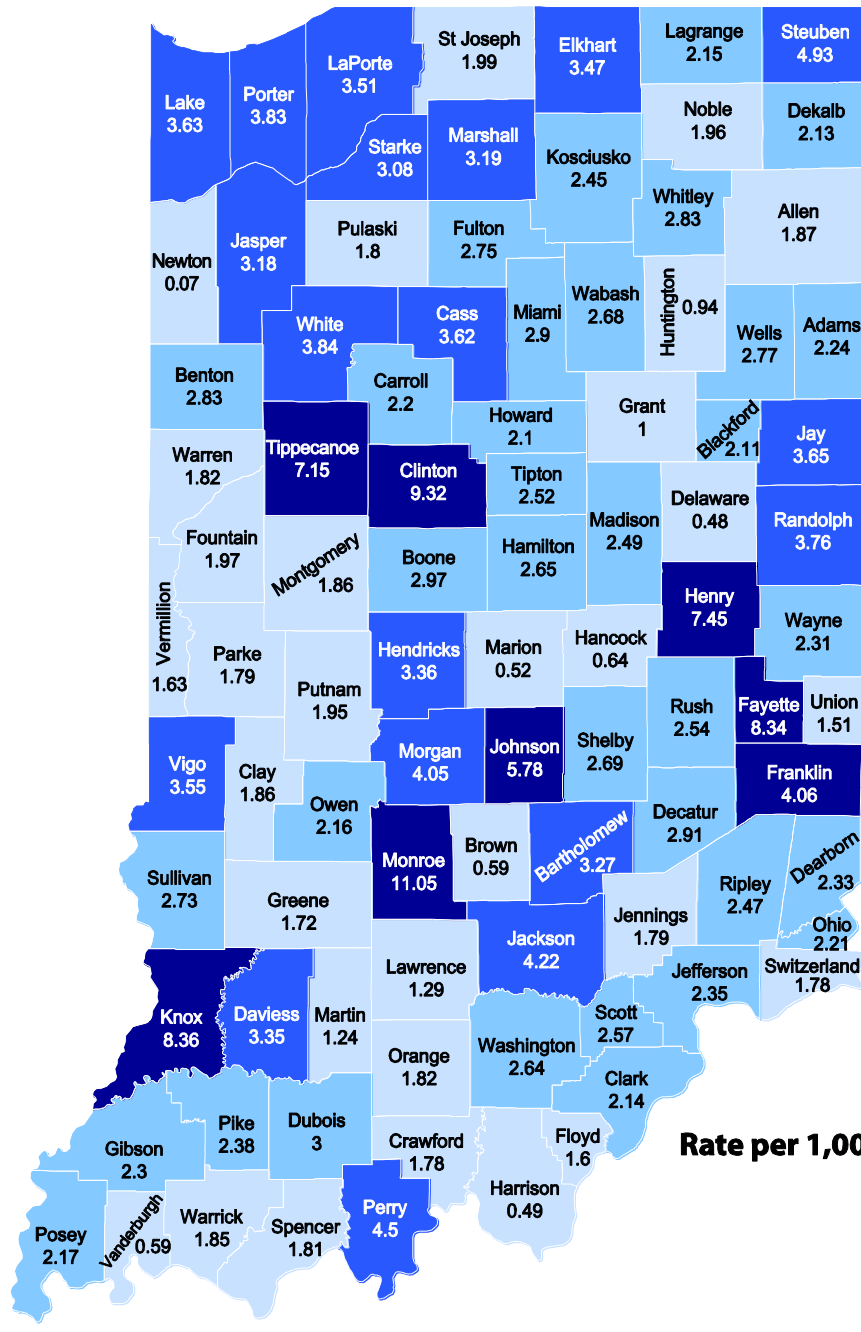 St Joseph
1.99
Elkhart
3.47
Lagrange
2.15
Steuben
4.93
LaPorte
3.51
Lake
3.63
Porter
3.83
Noble
1.96
Dekalb
2.13
Starke
3.08
Marshall
3.19
Kosciusko
2.45
Whitley
2.83
Allen
1.87
Newton
0.07
Jasper
3.18
Pulaski
1.8
Fulton
2.75
Miami
2.9
Wabash
2.68
Huntington
0.94
Wells
2.77
Adams
2.24
White
3.84
Cass
3.62
Benton
2.83
Carroll
2.2
Howard
2.1
Grant
1
Blackford
2.11
Jay
3.65
Warren
1.82
Tippecanoe
7.15
Clinton
9.32
Tipton
2.52
Madison
2.49
Delaware
0.48
Randolph
3.76
Fountain
1.97
Montgomery
1.86
Boone
2.97
Hamilton
2.65
Henry
7.45
Wayne
2.31
Vermillion
1.63
Parke
1.79
Putnam
1.95
Hendricks
3.36
Marion
0.52
Hancock
0.64
Rush
2.54
Fayette
8.34
Union
1.51
Vigo
3.55
Clay
1.86
Morgan
4.05
Johnson
5.78
Shelby
2.69
Franklin
4.06
Owen
2.16
Decatur
2.91
Monroe
11.05
Brown
0.59
Bartholomew
3.27
Dearborn
2.33
Sullivan
2.73
Greene
1.72
Ripley
2.47
Jennings
1.79
Ohio
2.21
Jackson
4.22
Lawrence
1.29
Jefferson
2.35
Switzerland
1.78
Knox
8.36
Daviess
3.35
Martin
1.24
Scott
2.57
Orange
1.82
Washington
2.64
Clark
2.14
Gibson
2.3
Pike
2.38
Dubois
3
Crawford
1.78
Floyd
1.6
Rate per 1,00
Harrison
0.49
Posey
2.17
Vanderburgh
0.59
Warrick
1.85
Spencer
1.81
Perry
4.5